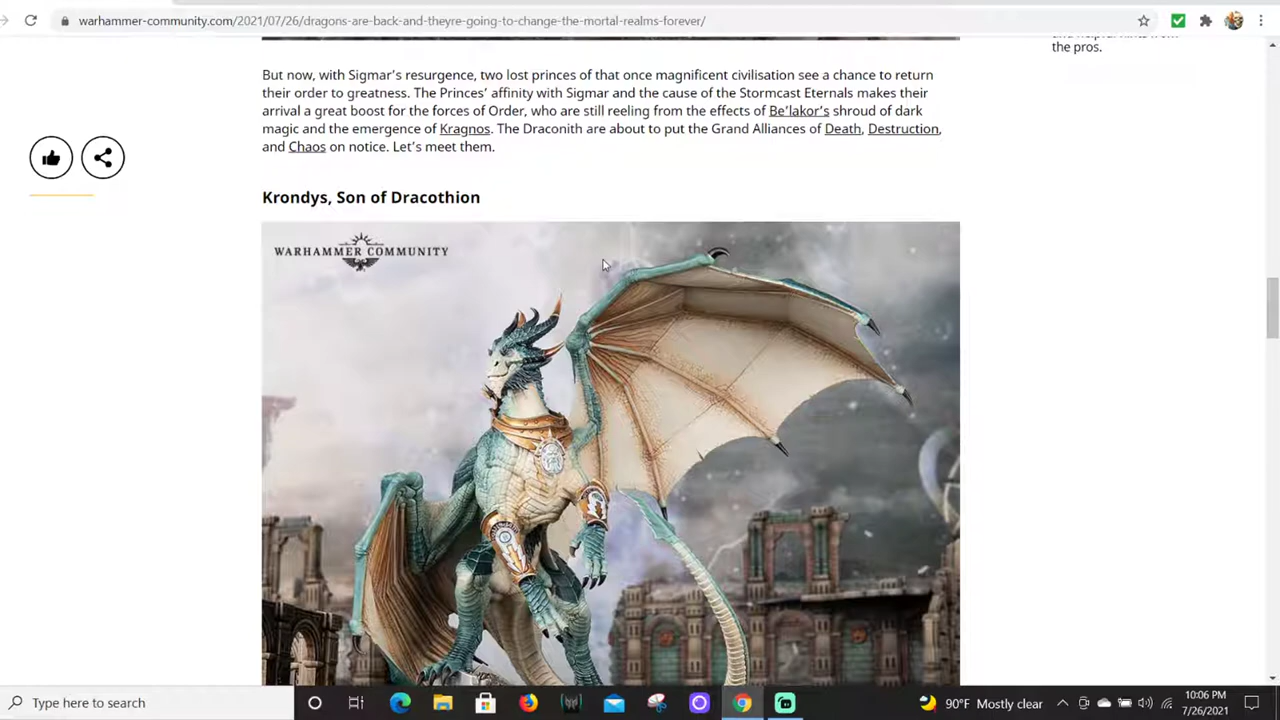 warhammer-community.com/2021/07/26/dragons-are-back-and-theyre-going-to-change-the-mortal-realms-forever/
the pros.
But now, with Sigmar's resurgence, two lost princes of that once magnificent civilisation see a chance to return
their order to greatness. The Princes' affinity with Sigmar and the cause of the Stormcast Eternals makes their
arrival a great boost for the forces of Order, who are still reeling from the effects of Be'lakor's shroud of dark
magic and the emergence of Kragnos. The Draconith are about to put the Grand Alliances of Death, Destruction,
and Chaos on notice. Let's meet them.
Krondys, Son of Dracothion
WARHAMMER COMMUNITY
Type here to search
90°F Mostly clear
10:06 PM
7/26/2021